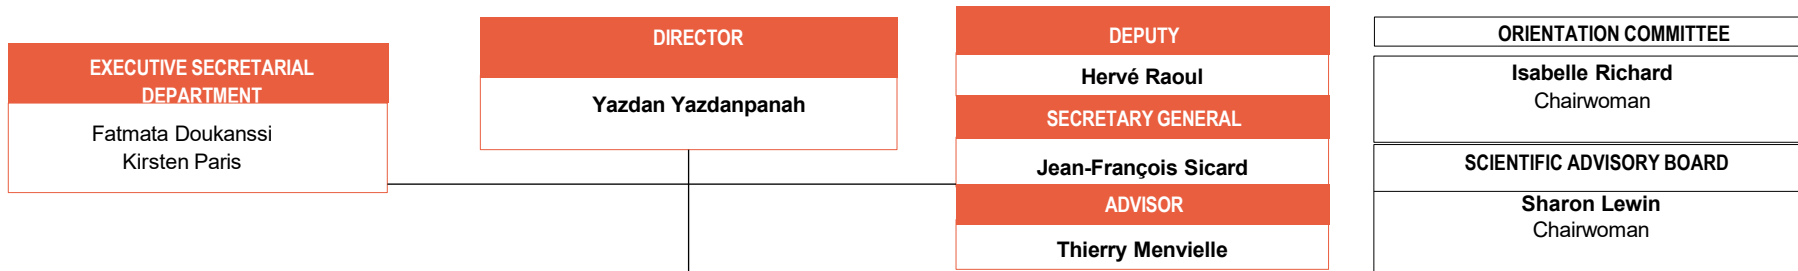 EXECUTIVE SECRETARIAL
DEPARTMENT
Fatmata Doukanssi
Kirsten Paris
DIRECTOR
Yazdan Yazdanpanah
DEPUTY
Hervé Raoul
SECRETARY GENERAL
Jean-François Sicard
ADVISOR
Thierry Menvielle
ORIENTATION COMMITTEE
Isabelle Richard
Chairwoman
SCIENTIFIC ADVISORY BOARD
Sharon Lewin
Chairwoman